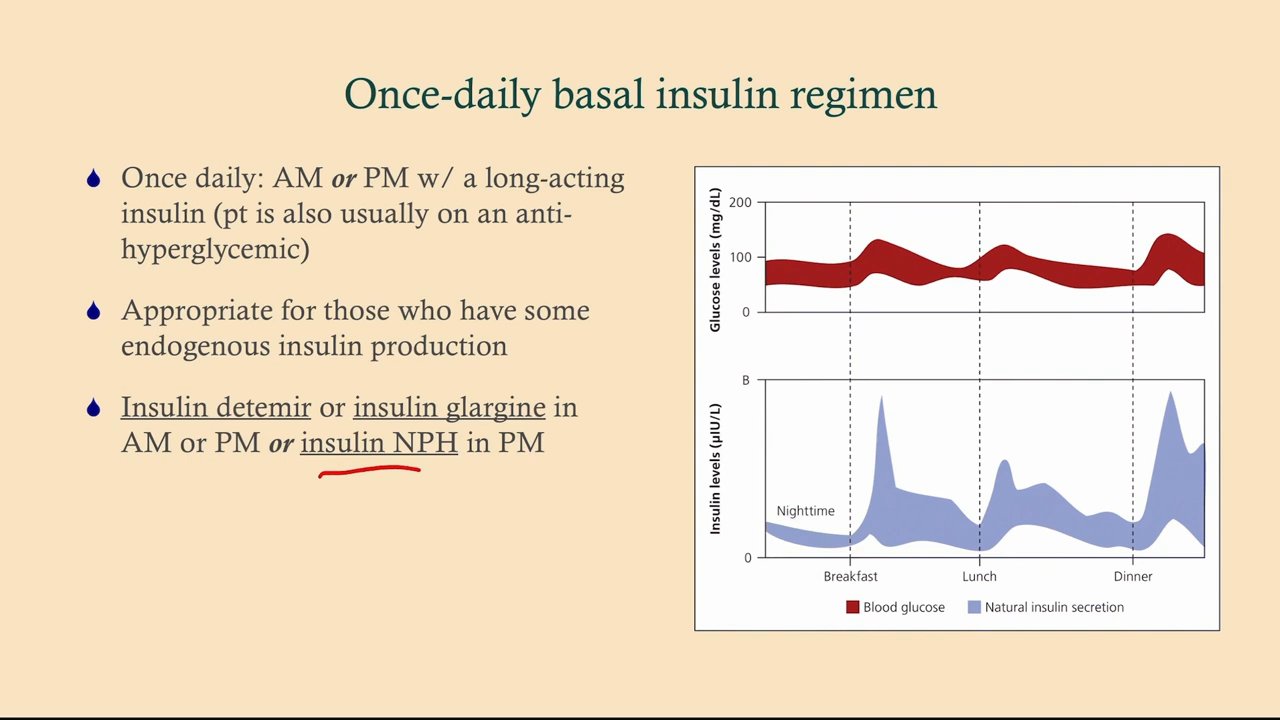 Once-daily basal insulin regimen
Once daily: AM or PM w/ a long-acting
insulin (pt is also usually on an anti-
hyperglycemic)
Appropriate for those who have some
endogenous insulin production
Insulin detemir or insulin glargine in
AM or PM or insulin NPH in PM
Glucose levels (mg/dL)
200
100
0
Insulin levels (µIU/L)
B
0
Nighttime
Breakfast
Lunch
Dinner
Blood glucose
Natural insulin secretion